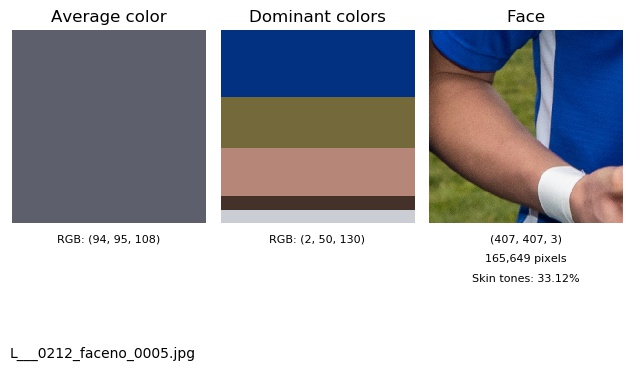 Average color
Dominant colors
Face
RGB: (94, 95, 108)
RGB: (2, 50, 130)
(407, 407, 3)
165,649 pixels
Skin tones: 33.12%
L___0212_faceno_0005.jpg